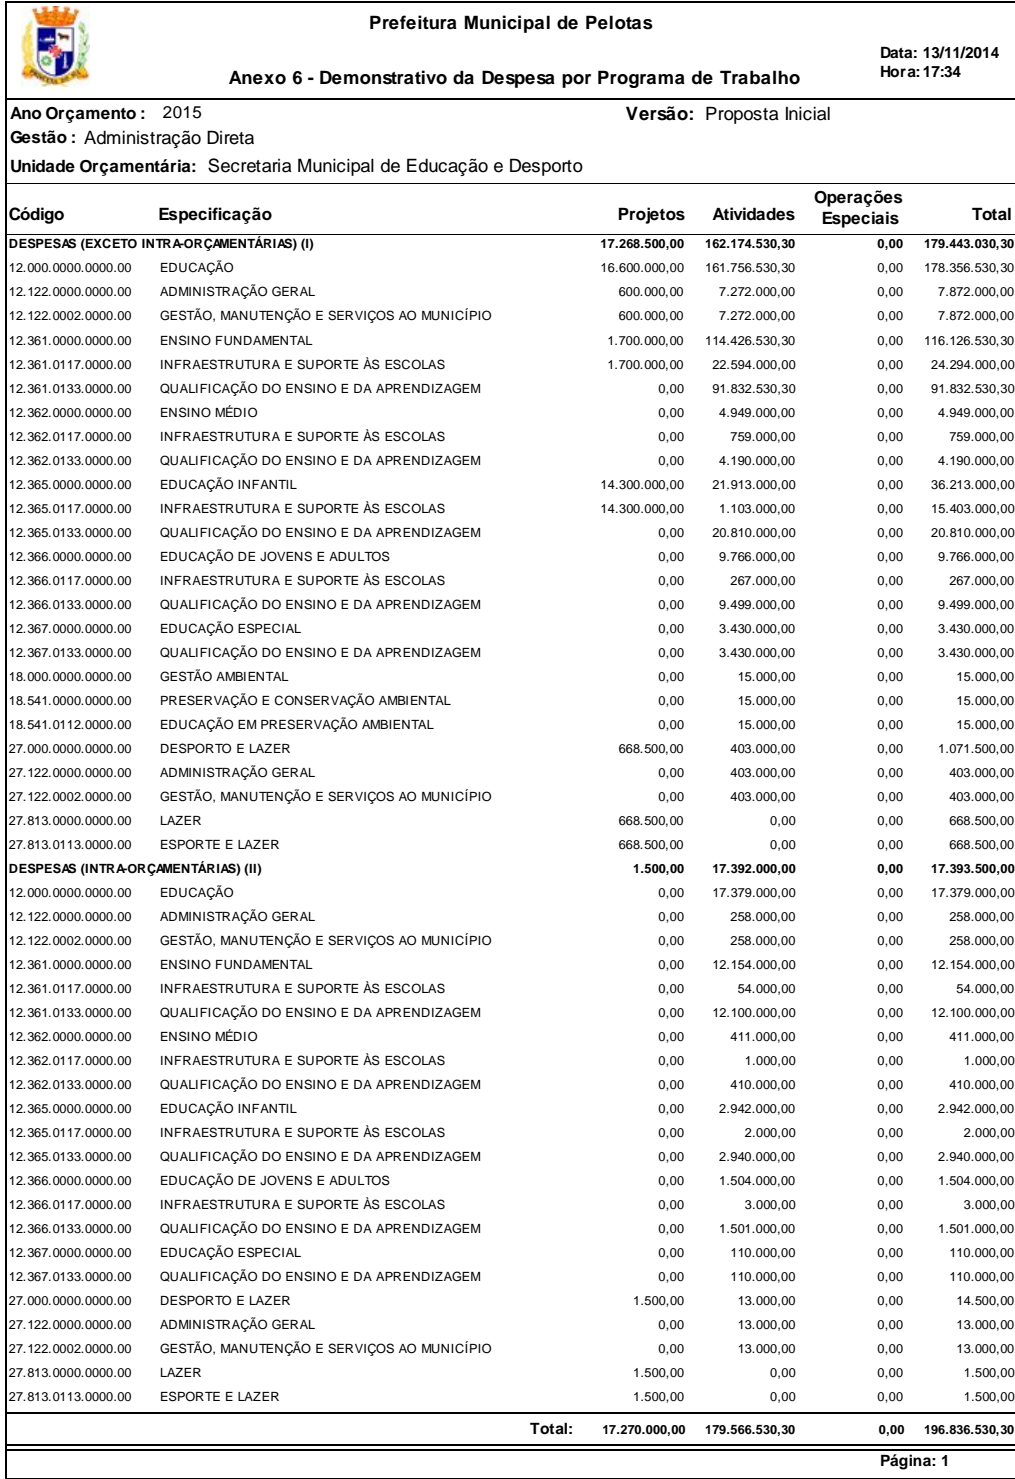 Prefeitura Municipal de Pelotas
Data: 13/11/2014
Anexo 6 - Demonstrativo da Despesa por Programa de Trabalho Hora: 17:34
Ano Orçamento : 2015 Versão: Proposta Inicial
Gestão : Administração Direta
Unidade Orçamentária: Secretaria Municipal de Educação e Desporto
Código Especificação Projetos Atividades Operações Especiais Total
DESPESAS (EXCETO INTRA-ORÇAMENTÁRIAS) (I) 17.268.500,00 162.174.530,30 0,00 179.443.030,30
12.000.0000.0000.00 EDUCAÇÃO 16.600.000,00 161.756.530,30 0,00 178.356.530,30
12.122.0000.0000.00 ADMINISTRAÇÃO GERAL 600.000,00 7.272.000,00 0,00 7.872.000,00
12.122.0002.0000.00 GESTÃO, MANUTENÇÃO E SERVIÇOS AO MUNICÍPIO 600.000,00 7.272.000,00 0,00 7.872.000,00
12.361.0000.0000.00 ENSINO FUNDAMENTAL 1.700.000,00 114.426.530,30 0,00 116.126.530,30
12.361.0117.0000.00 INFRAESTRUTURA E SUPORTE ÀS ESCOLAS 1.700.000,00 22.594.000,00 0,00 24.294.000,00
12.361.0133.0000.00 QUALIFICAÇÃO DO ENSINO E DA APRENDIZAGEM 0,00 91.832.530,30 0,00 91.832.530,30
12.362.0000.0000.00 ENSINO MÉDIO 0,00 4.949.000,00 0,00 4.949.000,00
12.362.0117.0000.00 INFRAESTRUTURA E SUPORTE ÀS ESCOLAS 0,00 759.000,00 0,00 759.000,00
12.362.0133.0000.00 QUALIFICAÇÃO DO ENSINO E DA APRENDIZAGEM 0,00 4.190.000,00 0,00 4.190.000,00
12.365.0000.0000.00 EDUCAÇÃO INFANTIL 14.300.000,00 21.913.000,00 0,00 36.213.000,00
12.365.0117.0000.00 INFRAESTRUTURA E SUPORTE ÀS ESCOLAS 14.300.000,00 1.103.000,00 0,00 15.403.000,00
12.365.0133.0000.00 QUALIFICAÇÃO DO ENSINO E DA APRENDIZAGEM 0,00 20.810.000,00 0,00 20.810.000,00
12.366.0000.0000.00 EDUCAÇÃO DE JOVENS E ADULTOS 0,00 9.766.000,00 0,00 9.766.000,00
12.366.0117.0000.00 INFRAESTRUTURA E SUPORTE ÀS ESCOLAS 0,00 267.000,00 0,00 267.000,00
12.366.0133.0000.00 QUALIFICAÇÃO DO ENSINO E DA APRENDIZAGEM 0,00 9.499.000,00 0,00 9.499.000,00
12.367.0000.0000.00 EDUCAÇÃO ESPECIAL 0,00 3.430.000,00 0,00 3.430.000,00
12.367.0133.0000.00 QUALIFICAÇÃO DO ENSINO E DA APRENDIZAGEM 0,00 3.430.000,00 0,00 3.430.000,00
18.000.0000.0000.00 GESTÃO AMBIENTAL 0,00 15.000,00 0,00 15.000,00
18.541.0000.0000.00 PRESERVAÇÃO E CONSERVAÇÃO AMBIENTAL 0,00 15.000,00 0,00 15.000,00
18.541.0112.0000.00 EDUCAÇÃO EM PRESERVAÇÃO AMBIENTAL 0,00 15.000,00 0,00 15.000,00
27.000.0000.0000.00 DESPORTO E LAZER 668.500,00 403.000,00 0,00 1.071.500,00
27.122.0000.0000.00 ADMINISTRAÇÃO GERAL 0,00 403.000,00 0,00 403.000,00
27.122.0002.0000.00 GESTÃO, MANUTENÇÃO E SERVIÇOS AO MUNICÍPIO 0,00 403.000,00 0,00 403.000,00
27.813.0000.0000.00 LAZER 668.500,00 0,00 0,00 668.500,00
27.813.0113.0000.00 ESPORTE E LAZER 668.500,00 0,00 0,00 668.500,00
DESPESAS (INTRA-ORÇAMENTÁRIAS) (II) 1.500,00 17.392.000,00 0,00 17.393.500,00
12.000.0000.0000.00 EDUCAÇÃO 0,00 17.379.000,00 0,00 17.379.000,00
12.122.0000.0000.00 ADMINISTRAÇÃO GERAL 0,00 258.000,00 0,00 258.000,00
12.122.0002.0000.00 GESTÃO, MANUTENÇÃO E SERVIÇOS AO MUNICÍPIO 0,00 258.000,00 0,00 258.000,00
12.361.0000.0000.00 ENSINO FUNDAMENTAL 0,00 12.154.000,00 0,00 12.154.000,00
12.361.0117.0000.00 INFRAESTRUTURA E SUPORTE ÀS ESCOLAS 0,00 54.000,00 0,00 54.000,00
12.361.0133.0000.00 QUALIFICAÇÃO DO ENSINO E DA APRENDIZAGEM 0,00 12.100.000,00 0,00 12.100.000,00
12.362.0000.0000.00 ENSINO MÉDIO 0,00 411.000,00 0,00 411.000,00
12.362.0117.0000.00 INFRAESTRUTURA E SUPORTE ÀS ESCOLAS 0,00 1.000,00 0,00 1.000,00
12.362.0133.0000.00 QUALIFICAÇÃO DO ENSINO E DA APRENDIZAGEM 0,00 410.000,00 0,00 410.000,00
12.365.0000.0000.00 EDUCAÇÃO INFANTIL 0,00 2.942.000,00 0,00 2.942.000,00
12.365.0117.0000.00 INFRAESTRUTURA E SUPORTE ÀS ESCOLAS 0,00 2.000,00 0,00 2.000,00
12.365.0133.0000.00 QUALIFICAÇÃO DO ENSINO E DA APRENDIZAGEM 0,00 2.940.000,00 0,00 2.940.000,00
12.366.0000.0000.00 EDUCAÇÃO DE JOVENS E ADULTOS 0,00 1.504.000,00 0,00 1.504.000,00
12.366.0117.0000.00 INFRAESTRUTURA E SUPORTE ÀS ESCOLAS 0,00 3.000,00 0,00 3.000,00
12.366.0133.0000.00 QUALIFICAÇÃO DO ENSINO E DA APRENDIZAGEM 0,00 1.501.000,00 0,00 1.501.000,00
12.367.0000.0000.00 EDUCAÇÃO ESPECIAL 0,00 110.000,00 0,00 110.000,00
12.367.0133.0000.00 QUALIFICAÇÃO DO ENSINO E DA APRENDIZAGEM 0,00 110.000,00 0,00 110.000,00
27.000.0000.0000.00 DESPORTO E LAZER 1.500,00 13.000,00 0,00 14.500,00
27.122.0000.0000.00 ADMINISTRAÇÃO GERAL 0,00 13.000,00 0,00 13.000,00
27.122.0002.0000.00 GESTÃO, MANUTENÇÃO E SERVIÇOS AO MUNICÍPIO 0,00 13.000,00 0,00 13.000,00
27.813.0000.0000.00 LAZER 1.500,00 0,00 0,00 1.500,00
27.813.0113.0000.00 ESPORTE E LAZER 1.500,00 0,00 0,00 1.500,00
Total: 17.270.000,00 179.566.530,30 0,00 196.836.530,30
Página: 1